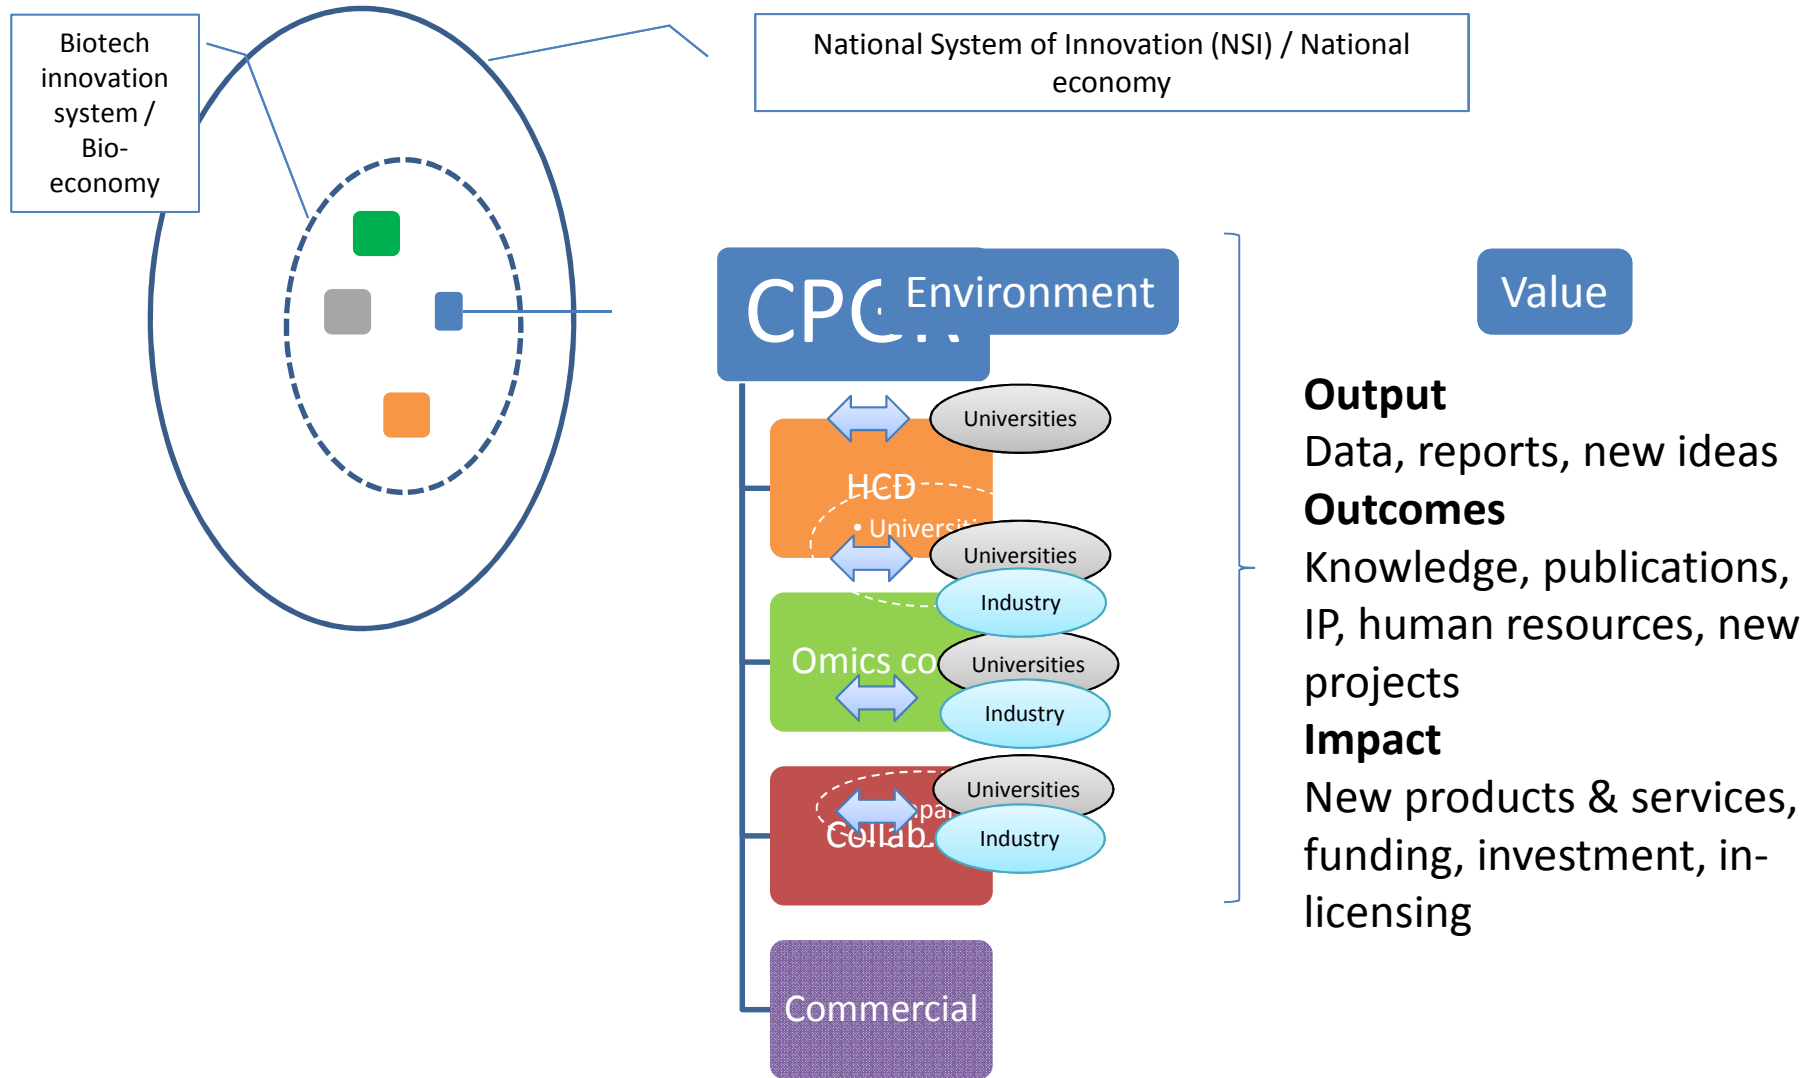 Biotech
innovation
system /
Bio-
economy
National System of Innovation (NSI) / National
economy
Environment
Value
Universities
HCD
Universities
Industry
Omics
Universities
Industry
Universities
Collab.
Industry
Commercial
Output
Data, reports, new ideas
Outcomes
Knowledge, publications,
IP, human resources, new
projects
Impact
New products & services,
funding, investment, in-
licensing